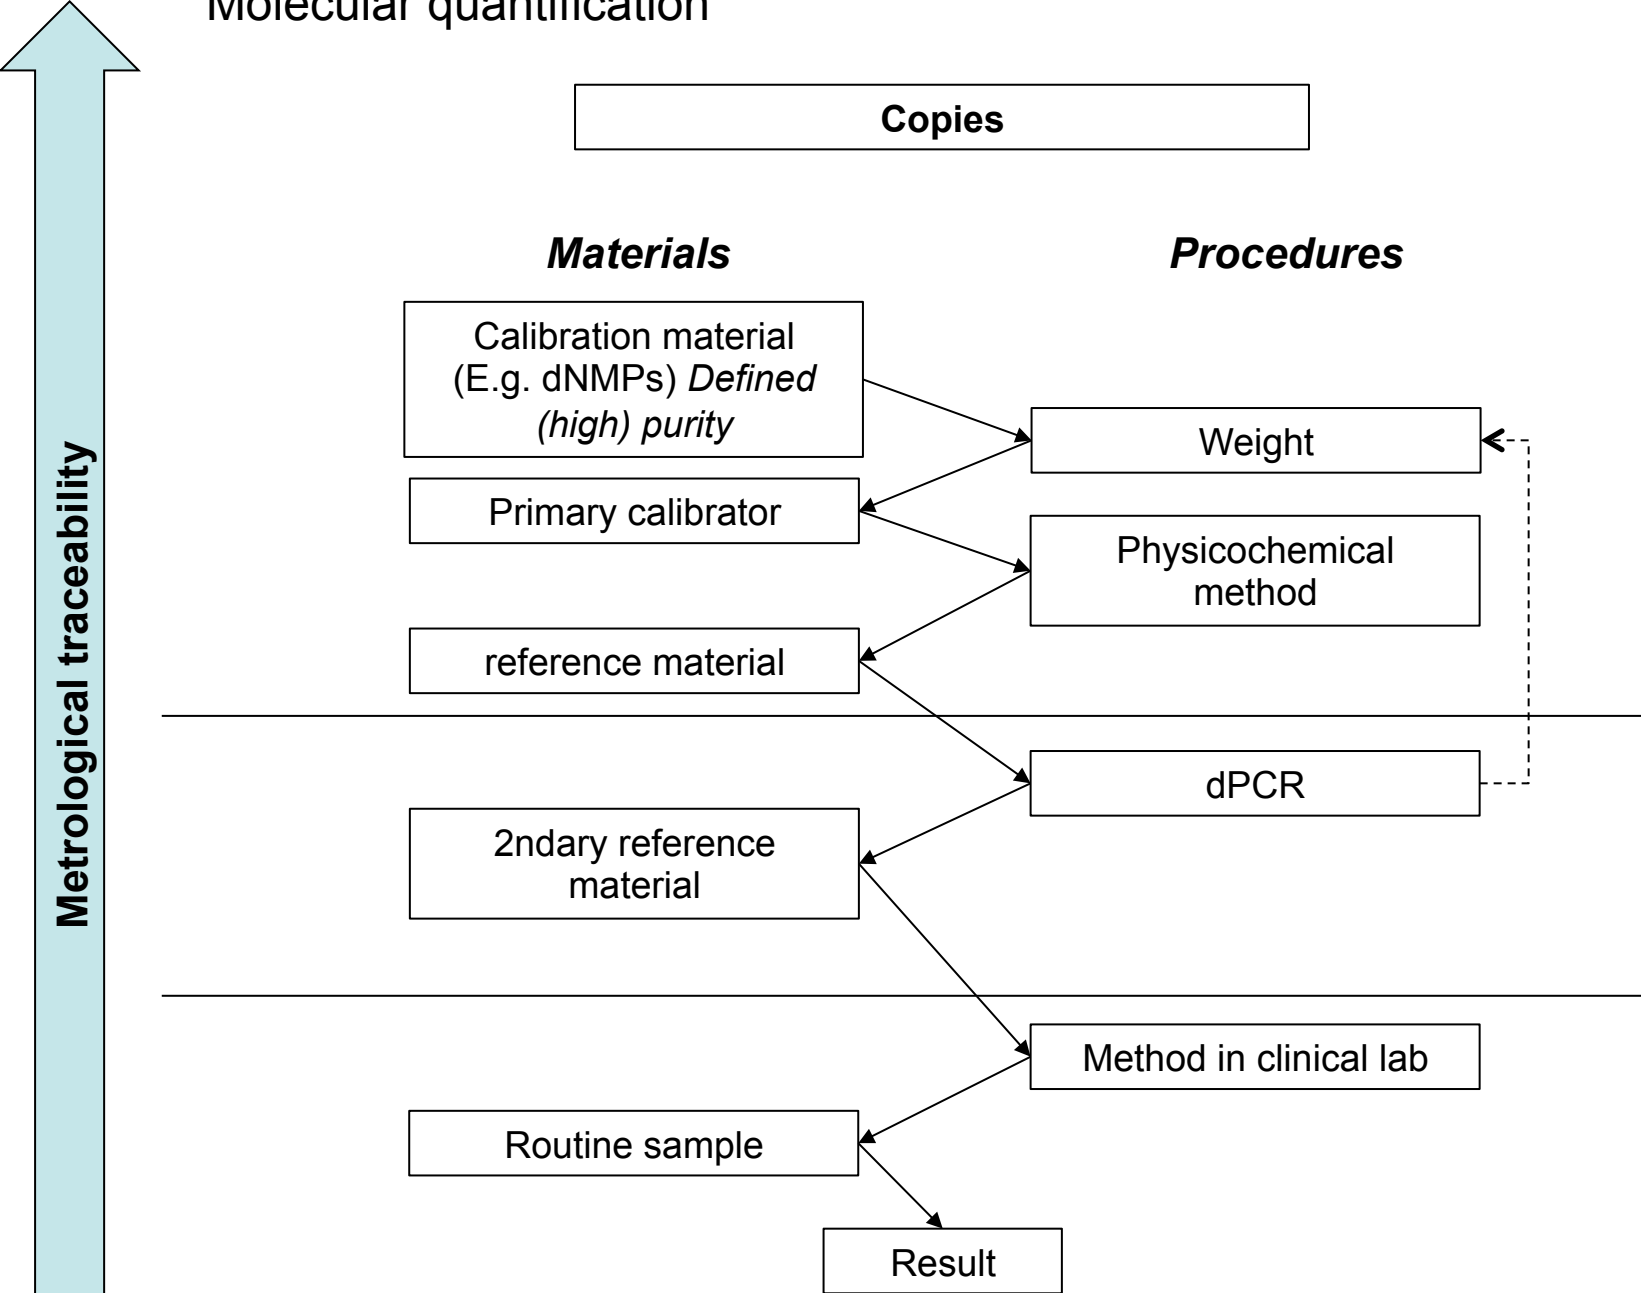 Molecular quantification
Copies
Materials
Procedures
Calibration material
(E.g. dNMPs) Defined
(high) purity
Weight
Primary calibrator
Physicochemical
method
reference material
dPCR
2ndary reference
material
Method in clinical lab
Routine sample
Result
Metrological traceability